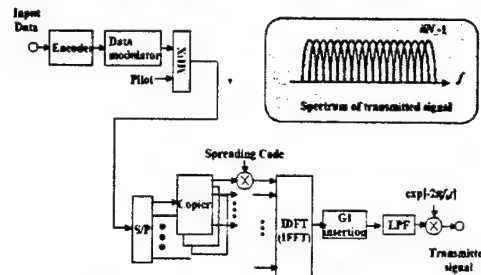 Input
Data
Encoder
Data
modulator
MUX
Pilot
f
Spectrum of transmitted signal
Spreading Code
S/P
Copier
IDFT
(IFFT)
GI
insertion
LPF
Transmitted
signal